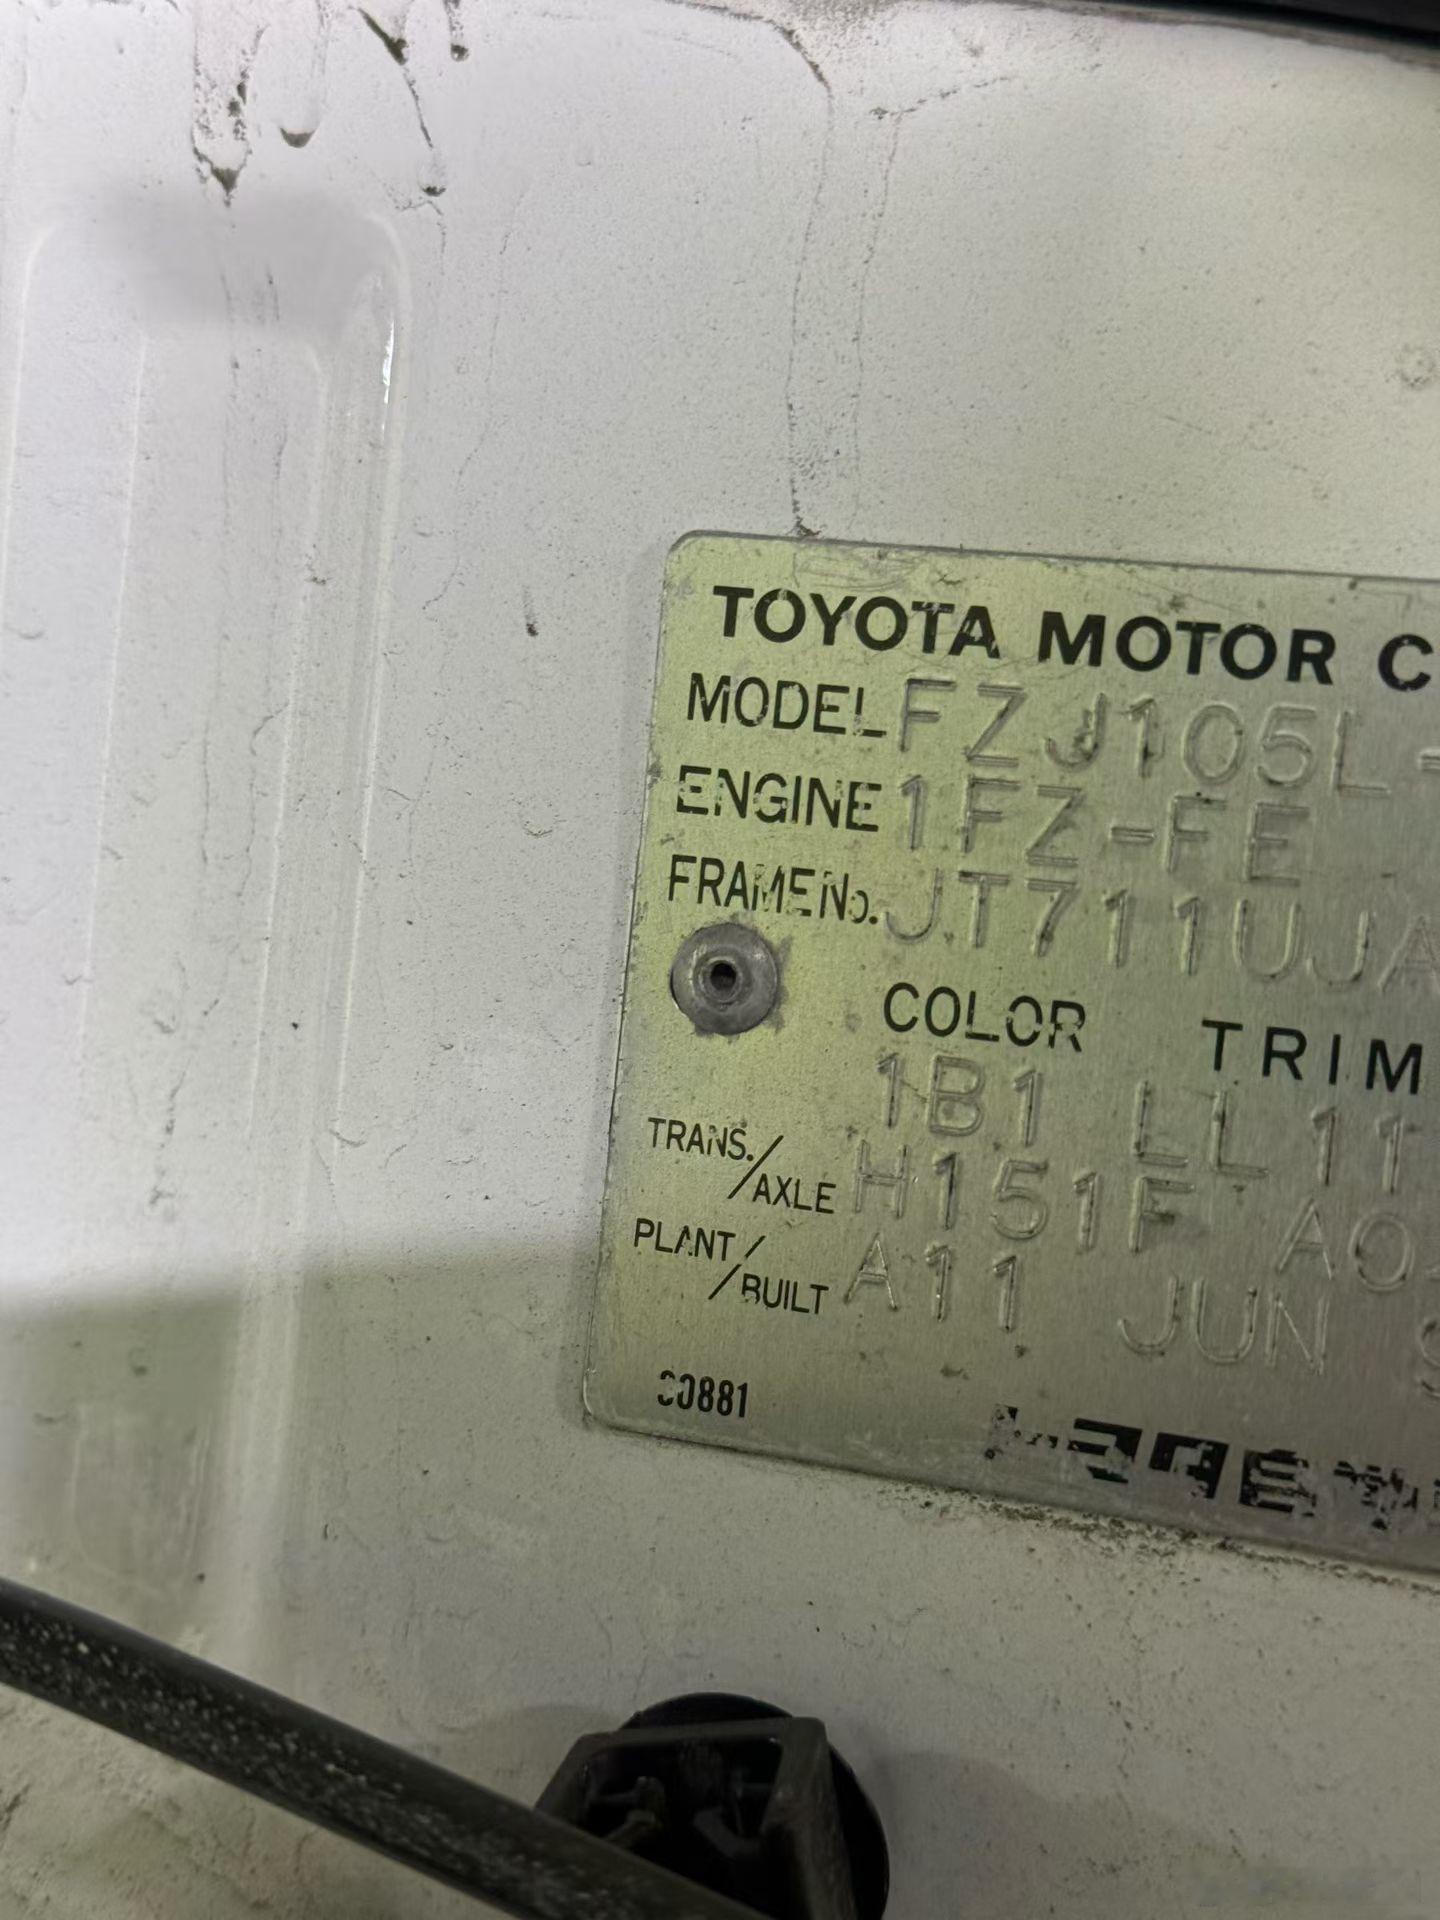 TOYOTA MOTOR C
MODEL FZJ105L-
ENGINE 1FZ-FE
FRAME No. JT711UJA
COLOR TRIM
1B1 LL11
TRANS./AXLE H151F A0
PLANT/BUILT A11 JUN
00881